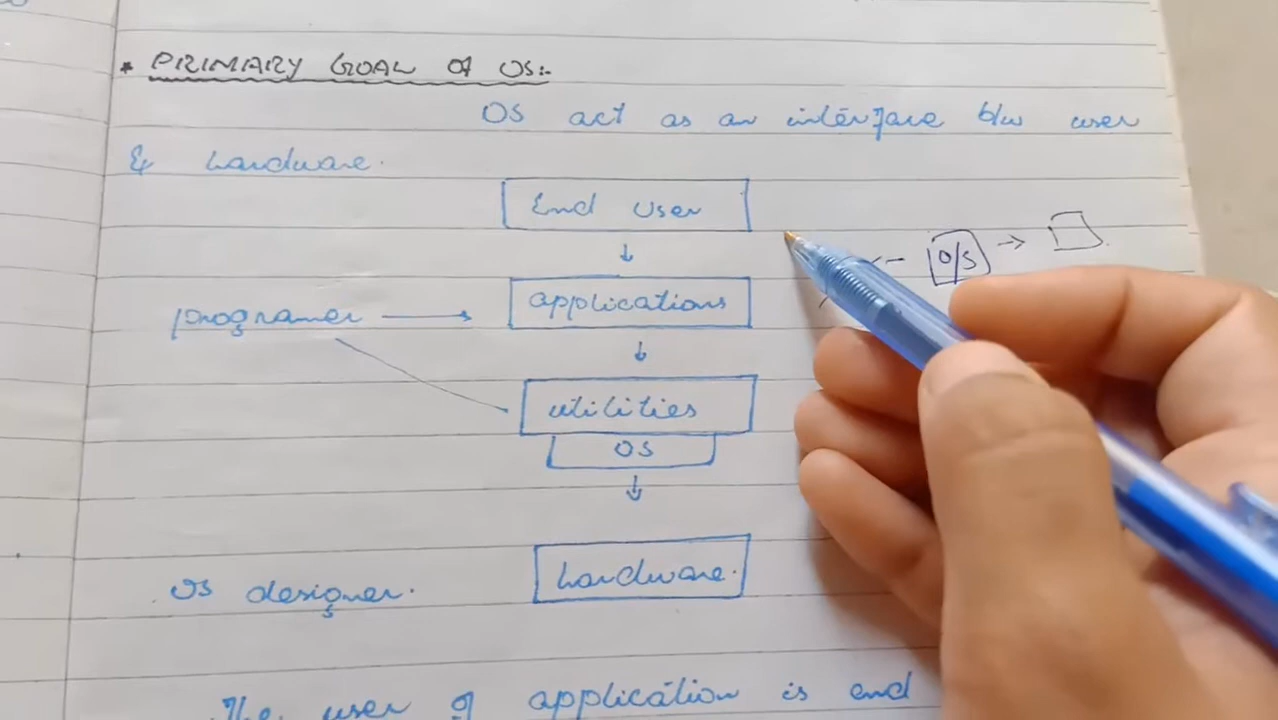 * PRIMARY GOAL OF OS:-
OS act as an interface b/w user
& hardware.
End User
O/S
applications
programer
utilities
OS
hardware.
OS designer.
The user of application is end